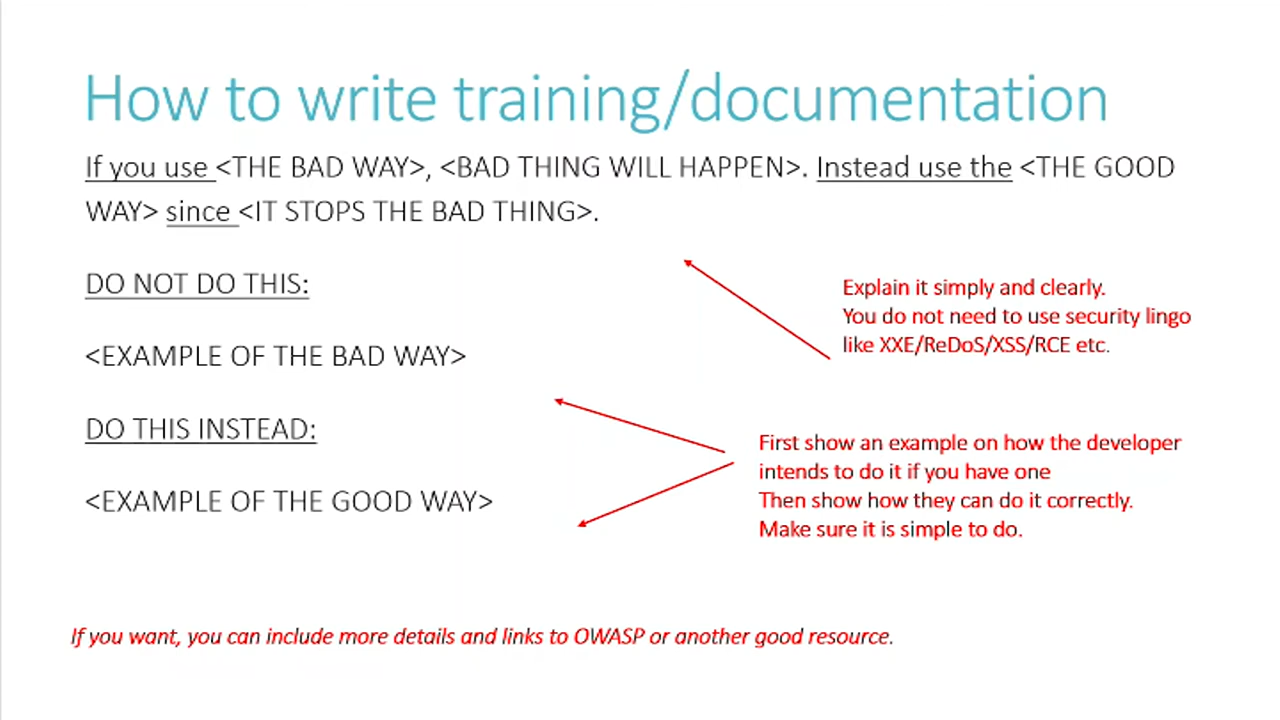 How to write training/documentation
If you use <THE BAD WAY>, <BAD THING WILL HAPPEN>. Instead use the <THE GOOD
WAY> since <IT STOPS THE BAD THING>.
DO NOT DO THIS:
<EXAMPLE OF THE BAD WAY>
DO THIS INSTEAD:
<EXAMPLE OF THE GOOD WAY>
Explain it simply and clearly.
You do not need to use security lingo
like XXE/ReDoS/XSS/RCE etc.
First show an example on how the developer
intends to do it if you have one
Then show how they can do it correctly.
Make sure it is simple to do.
If you want, you can include more details and links to OWASP or another good resource.